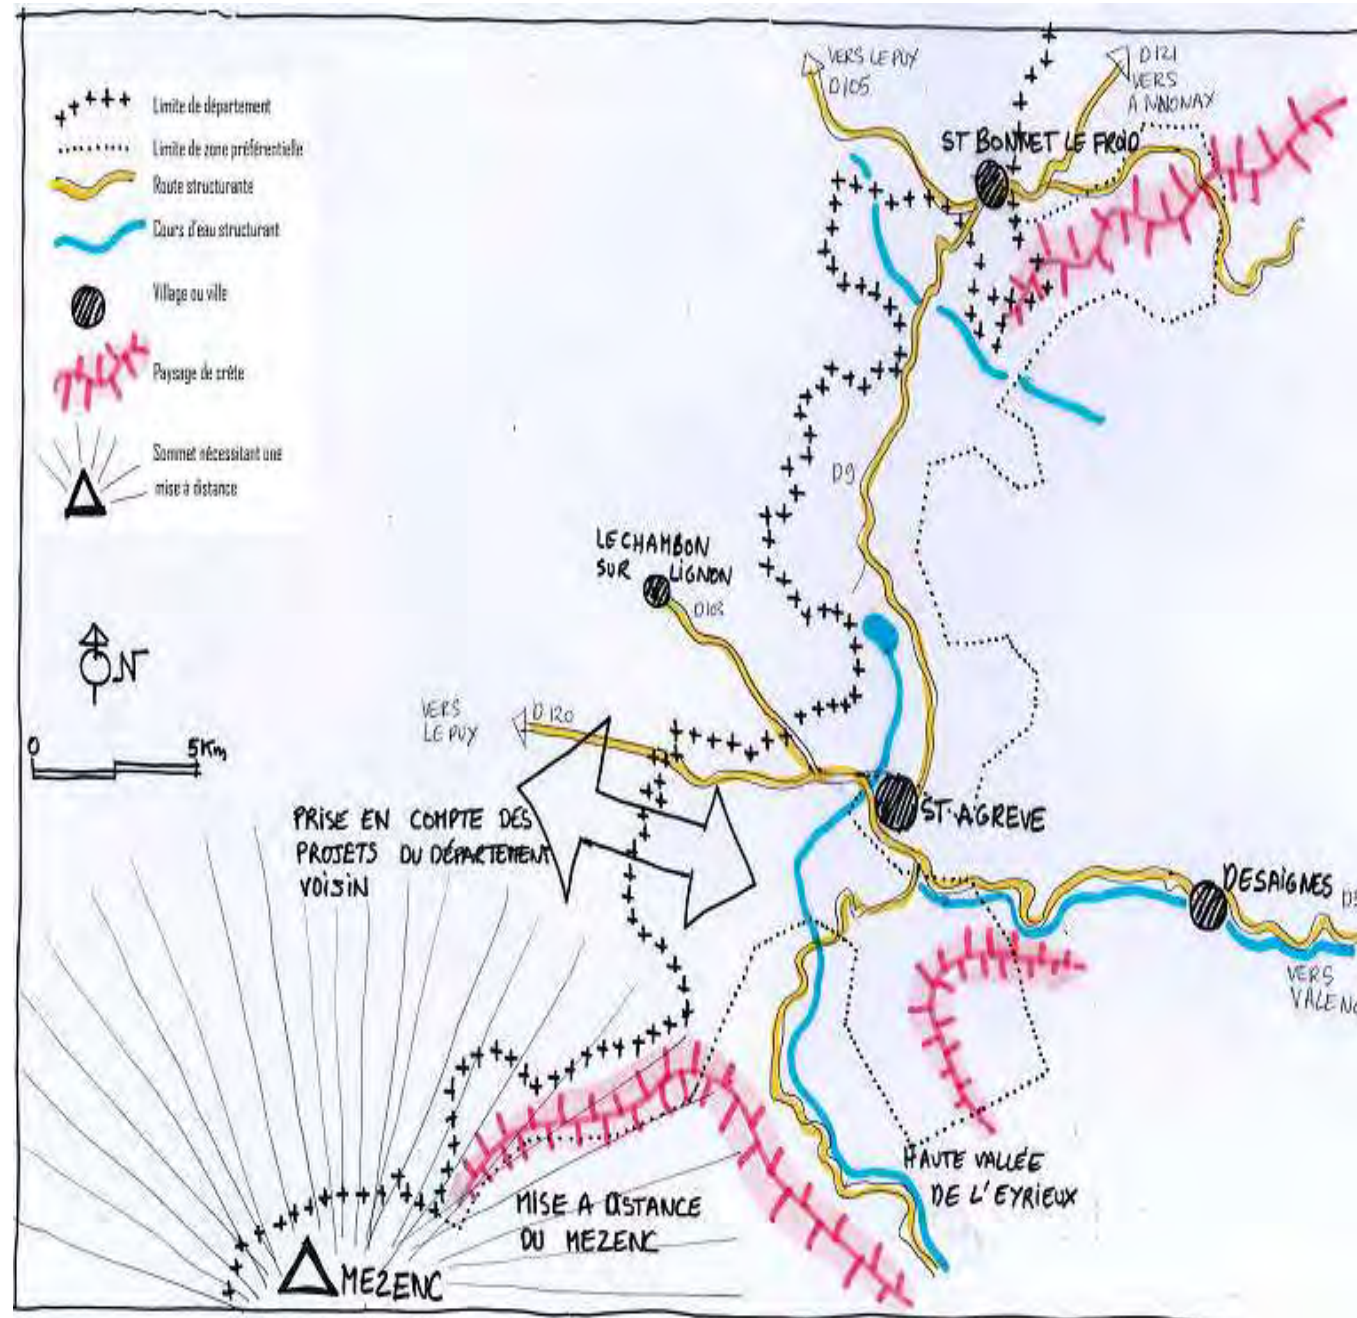 Limite de département
Limite de zone préférentielle
Route structurante
Cours d'eau structurant
Village ou ville
Paysage de crête
Sommet nécessitant une
mise à distance
N
0 5Km
VERS LE PUY
D105
D121
VERS
ANNONAY
ST BONNET LE FROID
D9
LE CHAMBON
SUR LIGNON
D103
VERS
LE PUY
D120
PRISE EN COMPTE DES
PROJETS DU DÉPARTEMENT
VOISIN
ST-AGREVE
DESAIGNES
VERS
HAUTE VALLÉE
DE L'EYRIEUX
MISE A DISTANCE
DU MEZENC
MEZENC